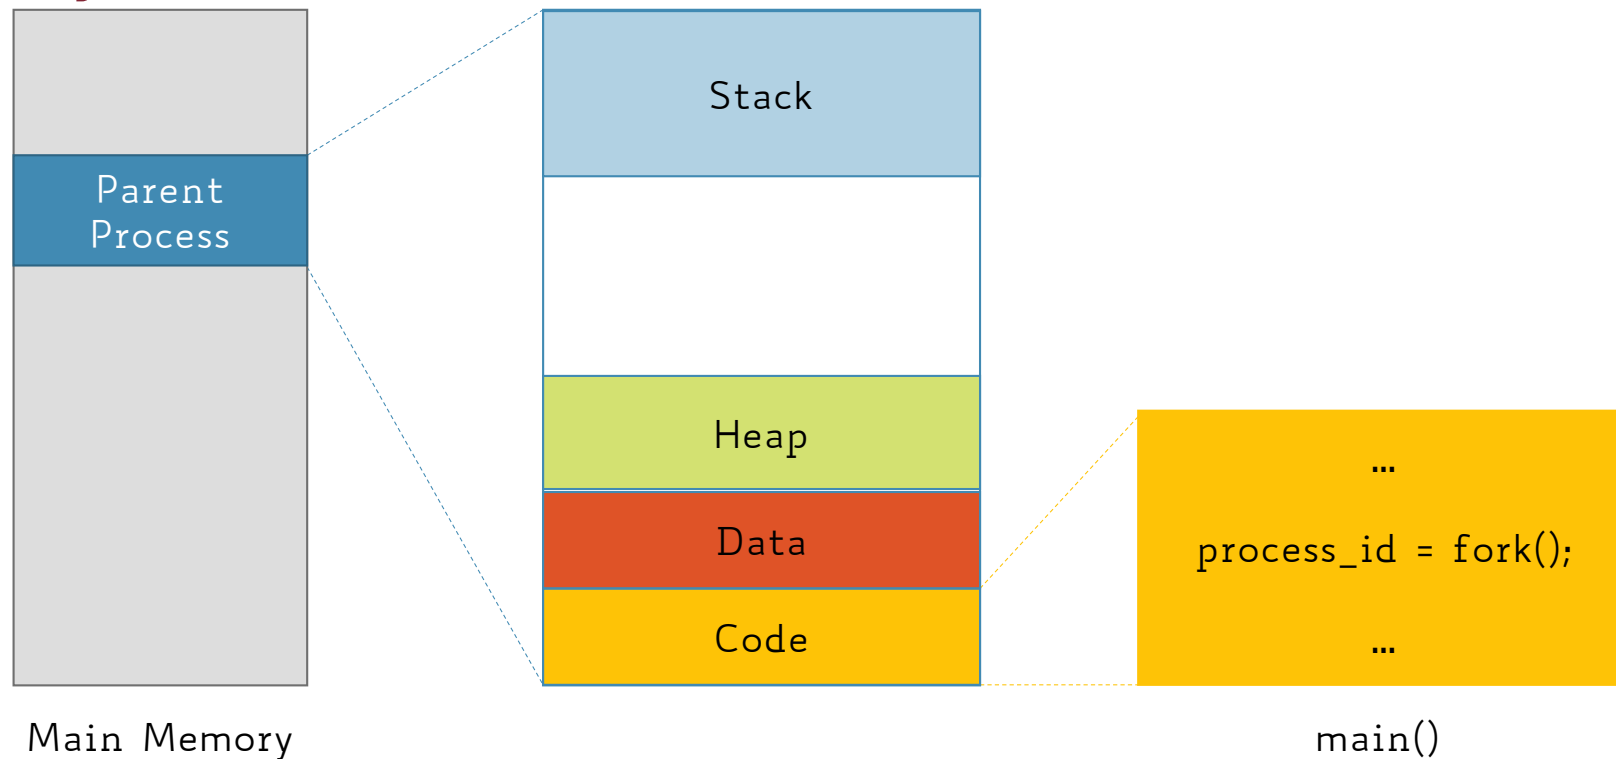 Stack
Parent
Process
Heap
...
Data
process_id = fork();
Code
...
Main Memory
main()